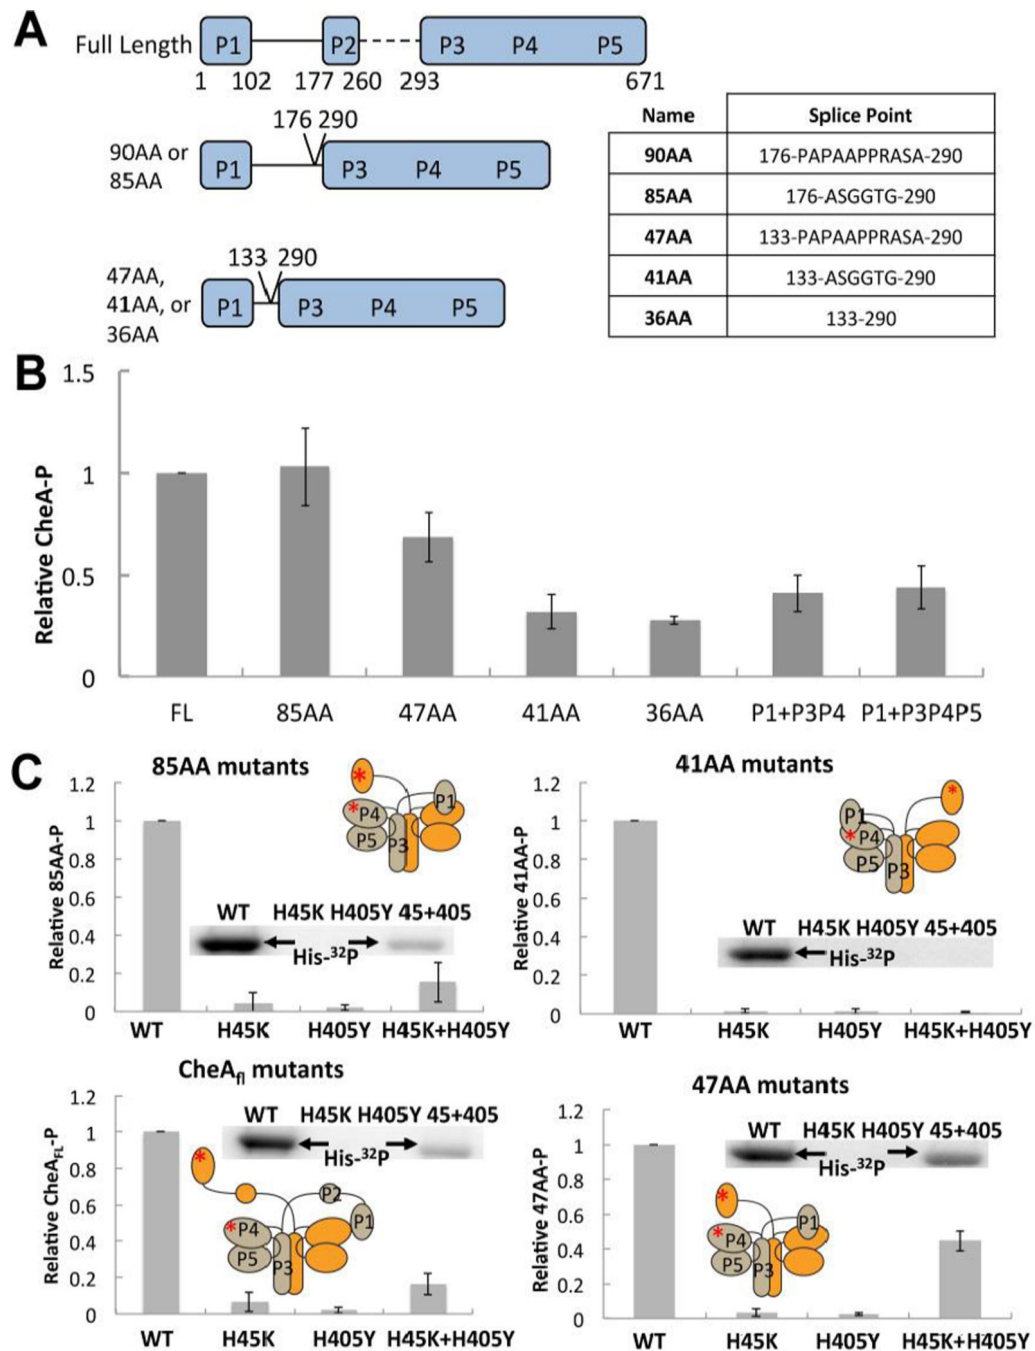 A
Full Length P1 P2 P3 P4 P5
1 102 177 260 293 671
176 290
90AA or
85AA
P1 P3 P4 P5
133 290
47AA,
41AA, or
36AA
P1 P3 P4 P5
Name Splice Point
90AA 176-PAPAAPPRASA-290
85AA 176-ASGGTG-290
47AA 133-PAPAAPPRASA-290
41AA 133-ASGGTG-290
36AA 133-290
B
Relative CheA-P
1.5
1
0.5
0
FL 85AA 47AA 41AA 36AA P1+P3P4 P1+P3P4P5
C
85AA mutants
Relative 85AA-P
1.2
1
0.8
0.6
0.4
0.2
0
* * P4 P5 P3 P1
WT H45K H405Y 45+405
His-³²P
WT H45K H405Y H45K+H405Y
41AA mutants
Relative 41AA-P
1.2
1
0.8
0.6
0.4
0.2
0
P1 * P4 P5 P3 *
WT H45K H405Y 45+405
His-³²P
WT H45K H405Y H45K+H405Y
CheAfl mutants
Relative CheAFL-P
1.2
1
0.8
0.6
0.4
0.2
0
WT H45K H405Y 45+405
His-³²P
* P2 * P4 P1 P5 P3
WT H45K H405Y H45K+H405Y
47AA mutants
Relative 47AA-P
1.2
1
0.8
0.6
0.4
0.2
0
WT H45K H405Y 45+405
His-³²P
* * P4 P1 P5 P3
WT H45K H405Y H45K+H405Y